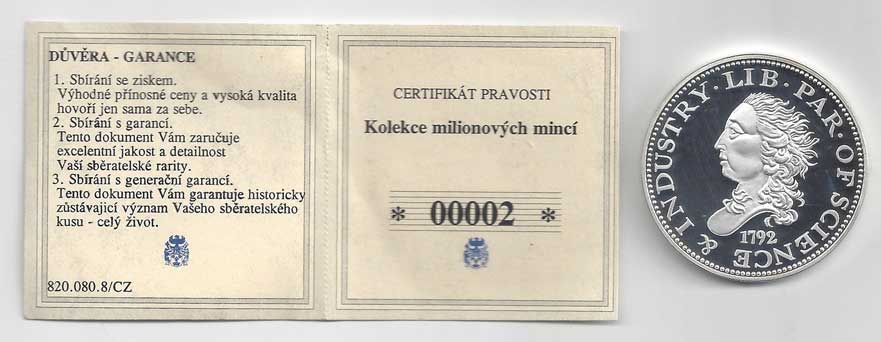 DŮVĚRA - GARANCE
1. Sbírání se ziskem.
Výhodné přínosné ceny a vysoká kvalita
hovoří jen sama za sebe.
2. Sbírání s garancí.
Tento dokument Vám zaručuje
excelentní jakost a detailnost
Vaší sběratelské rarity.
3. Sbírání s generační garancí.
Tento dokument Vám garantuje historicky
zůstávající význam Vašeho sběratelského
kusu - celý život.
820.080.8/CZ
CERTIFIKÁT PRAVOSTI
Kolekce milionových mincí
* 00002 *
LIB. PAR. OF SCIENCE & INDUSTRY.
1792